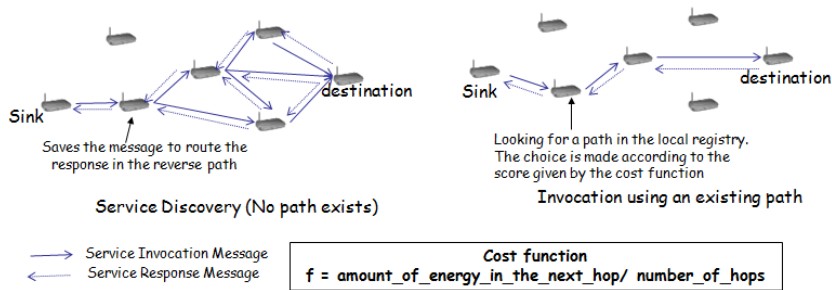 Sink
destination
Saves the message to route the
response in the reverse path
Service Discovery (No path exists)
Sink
destination
Looking for a path in the local registry.
The choice is made according to the
score given by the cost function
Invocation using an existing path
Service Invocation Message
Service Response Message
Cost function
f = amount_of_energy_in_the_next_hop/ number_of_hops